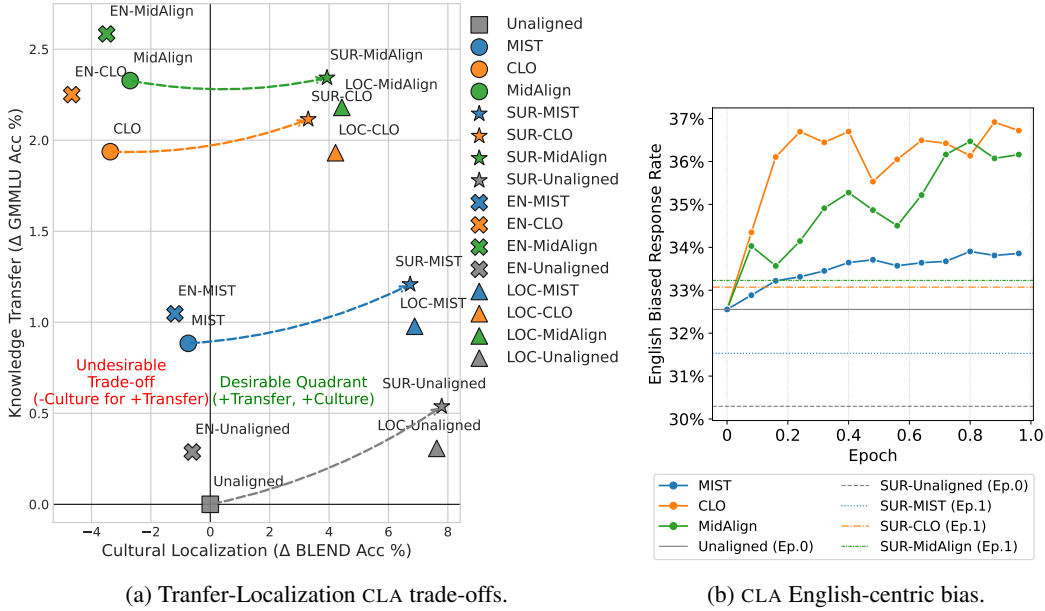 EN-MidAlign
MidAlign
EN-CLO
CLO
SUR-MidAlign
LOC-MidAlign
SUR-CLO
LOC-CLO
SUR-MIST
LOC-MIST
EN-MIST
MIST
Undesirable
Trade-off
(-Culture for +Transfer)
Desirable Quadrant
(+Transfer, +Culture)
SUR-Unaligned
LOC-Unaligned
EN-Unaligned
Unaligned
2.5
2.0
1.5
1.0
0.5
0.0
Knowledge Transfer (Δ GMMLU Acc %)
−4
−2
0
2
4
6
8
Cultural Localization (Δ BLEND Acc %)
Unaligned
MIST
CLO
MidAlign
SUR-MIST
SUR-CLO
SUR-MidAlign
SUR-Unaligned
EN-MIST
EN-CLO
EN-MidAlign
EN-Unaligned
LOC-MIST
LOC-CLO
LOC-MidAlign
LOC-Unaligned
(a) Tranfer-Localization CLA trade-offs.
37%
36%
34%
33%
32%
31%
30%
English Biased Response Rate
0
0.2
0.4
0.6
0.8
1.0
Epoch
MIST
CLO
MidAlign
Unaligned (Ep.0)
SUR-Unaligned (Ep.0)
SUR-MIST (Ep.1)
SUR-CLO (Ep.1)
SUR-MidAlign (Ep.1)
(b) CLA English-centric bias.